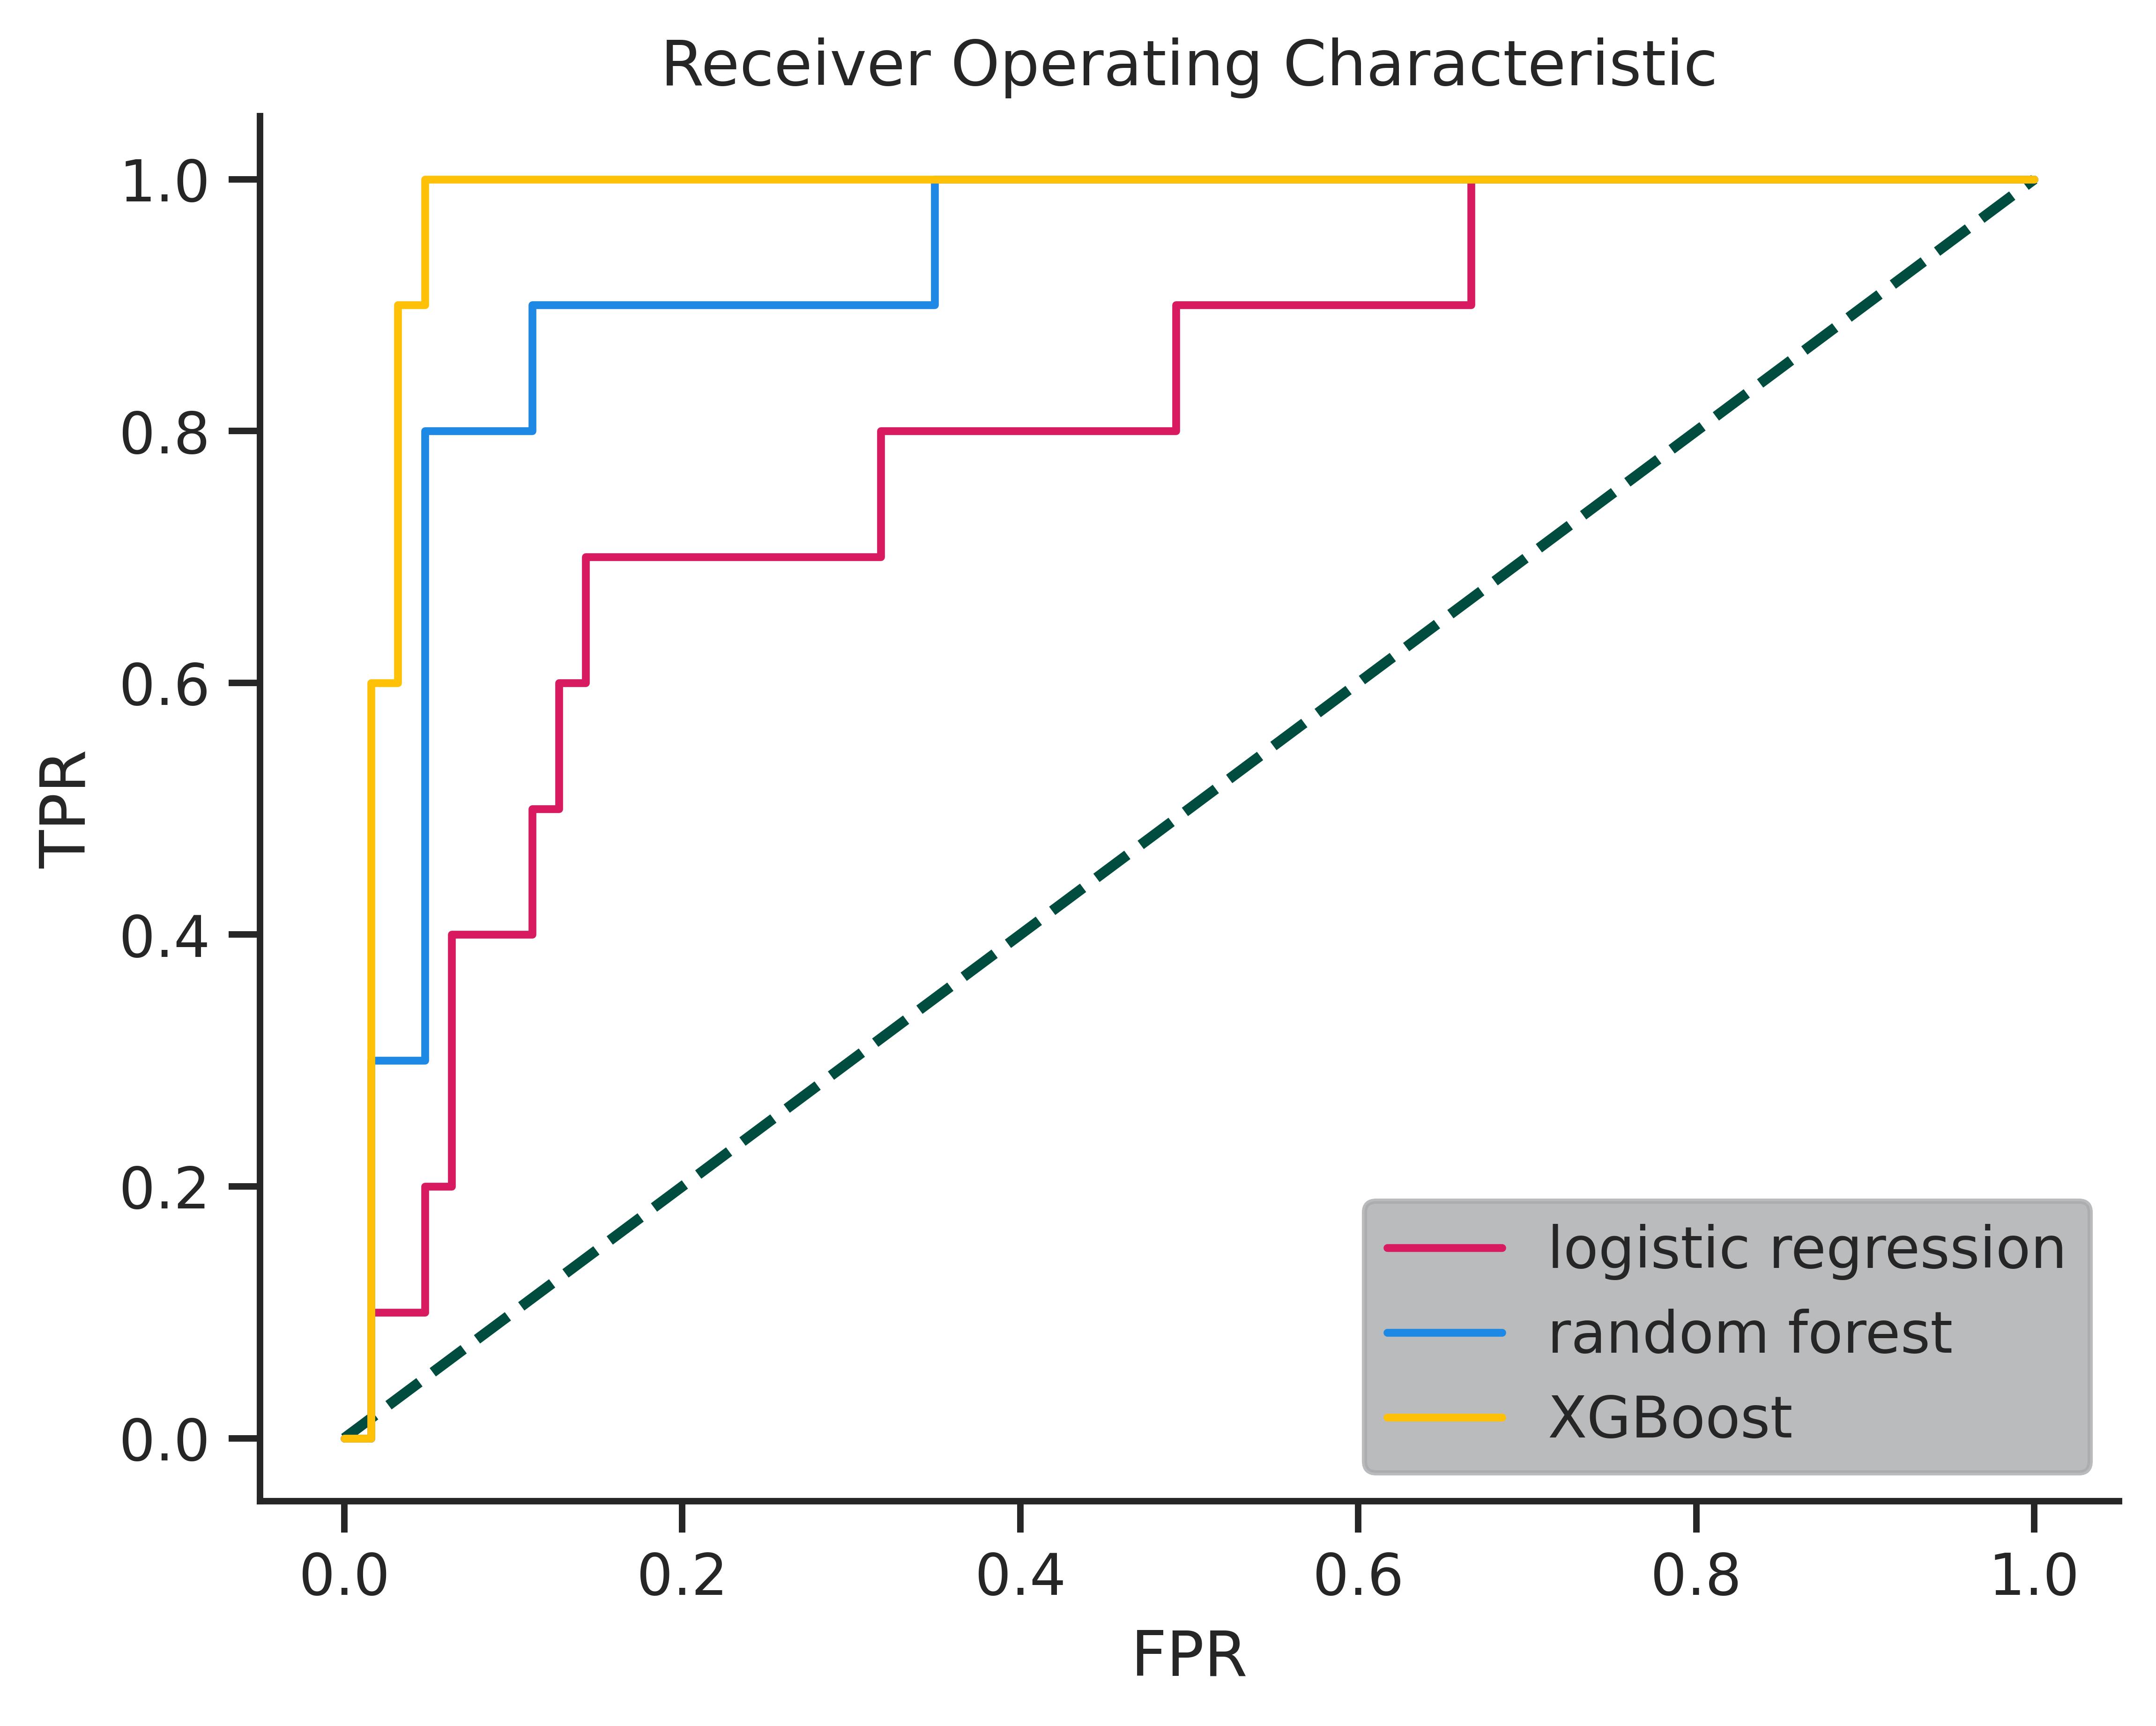 Receiver Operating Characteristic
1.0
0.8
0.6
0.4
0.2
0.0
TPR
logistic regression
random forest
XGBoost
0.0 0.2 0.4 0.6 0.8 1.0
FPR